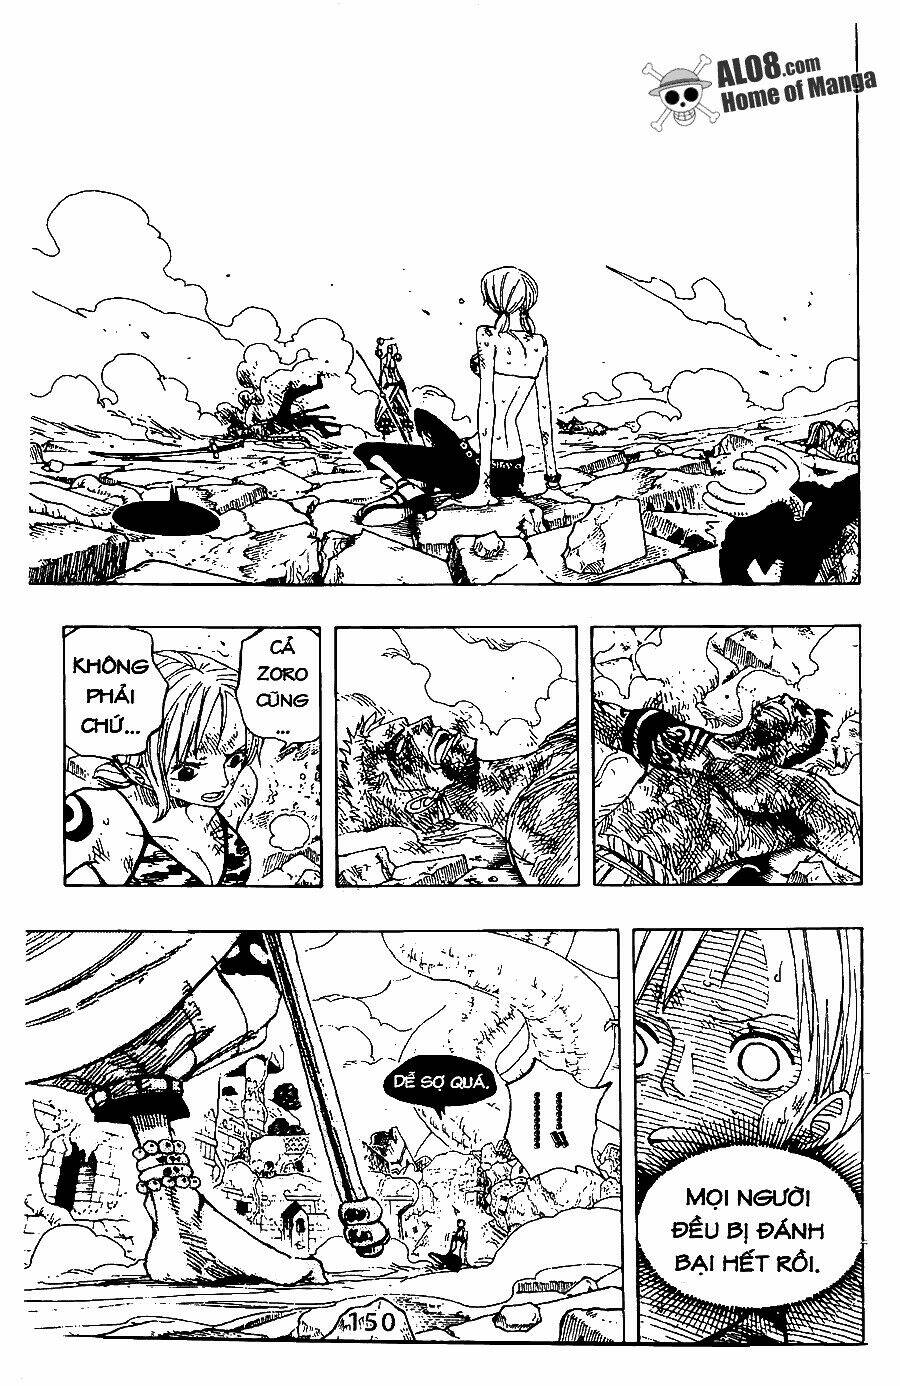 ALO8.com
Home of Manga
CẢ
ZORO
CŨNG
...
KHÔNG
PHẢI
CHỨ...
MỌI NGƯỜI
ĐỀU BỊ ĐÁNH
BẠI HẾT RỒI.
DỄ SỢ QUÁ.
150